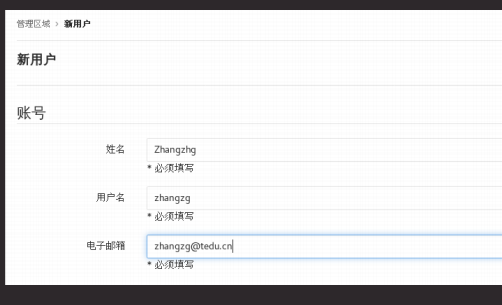 管理区域 » 新用户
新用户
账号
姓名 Zhangzhg
* 必须填写
用户名 zhangzg
* 必须填写
电子邮箱 zhangzg@tedu.cn
* 必须填写